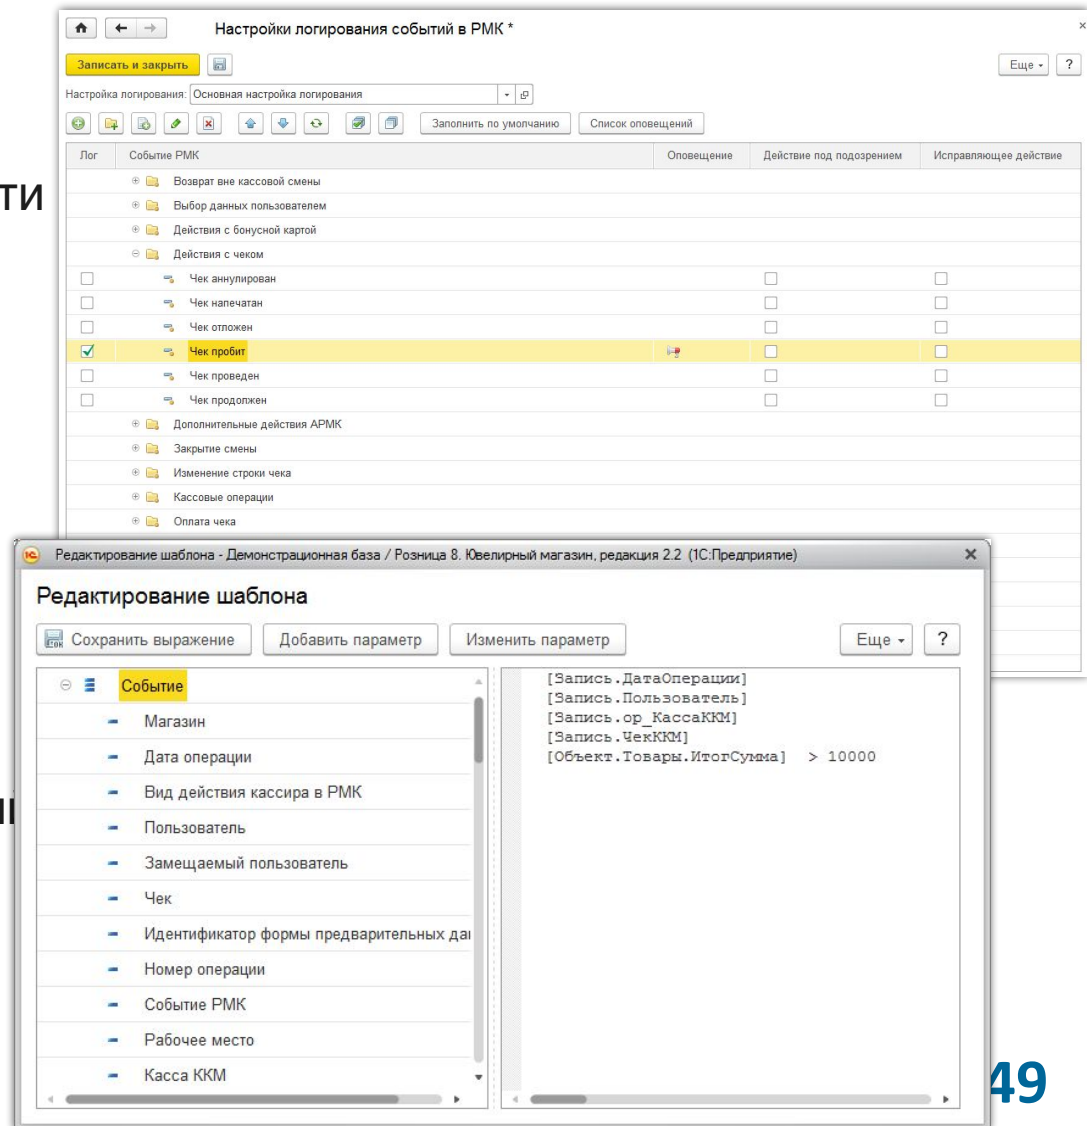 Настройки логирования событий в РМК *
Записать и закрыть
Еще
?
Настройка логирования: Основная настройка логирования
Заполнить по умолчанию Список оповещений
Лог Событие РМК Оповещение Действие под подозрением Исправляющее действие
Возврат вне кассовой смены
ти
Выбор данных пользователем
Действия с бонусной картой
Действия с чеком
Чек аннулирован
Чек напечатан
Чек отложен
Чек пробит
Чек проведен
Чек продолжен
Дополнительные действия АРМК
Закрытие смены
Изменение строки чека
Кассовые операции
Оплата чека
Редактирование шаблона - Демонстрационная база / Розница 8. Ювелирный магазин, редакция 2.2 (1С:Предприятие)
Редактирование шаблона
Сохранить выражение Добавить параметр Изменить параметр Еще ?
Событие
Магазин
Дата операции
Вид действия кассира в РМК
Пользователь
Замещаемый пользователь
Чек
Идентификатор формы предварительных да
Номер операции
Событие РМК
Рабочее место
Касса ККМ
[Запись.ДатаОперации]
[Запись.Пользователь]
[Запись.ор_КассаККМ]
[Запись.ЧекККМ]
[Объект.Товары.ИтогСумма] > 10000
49